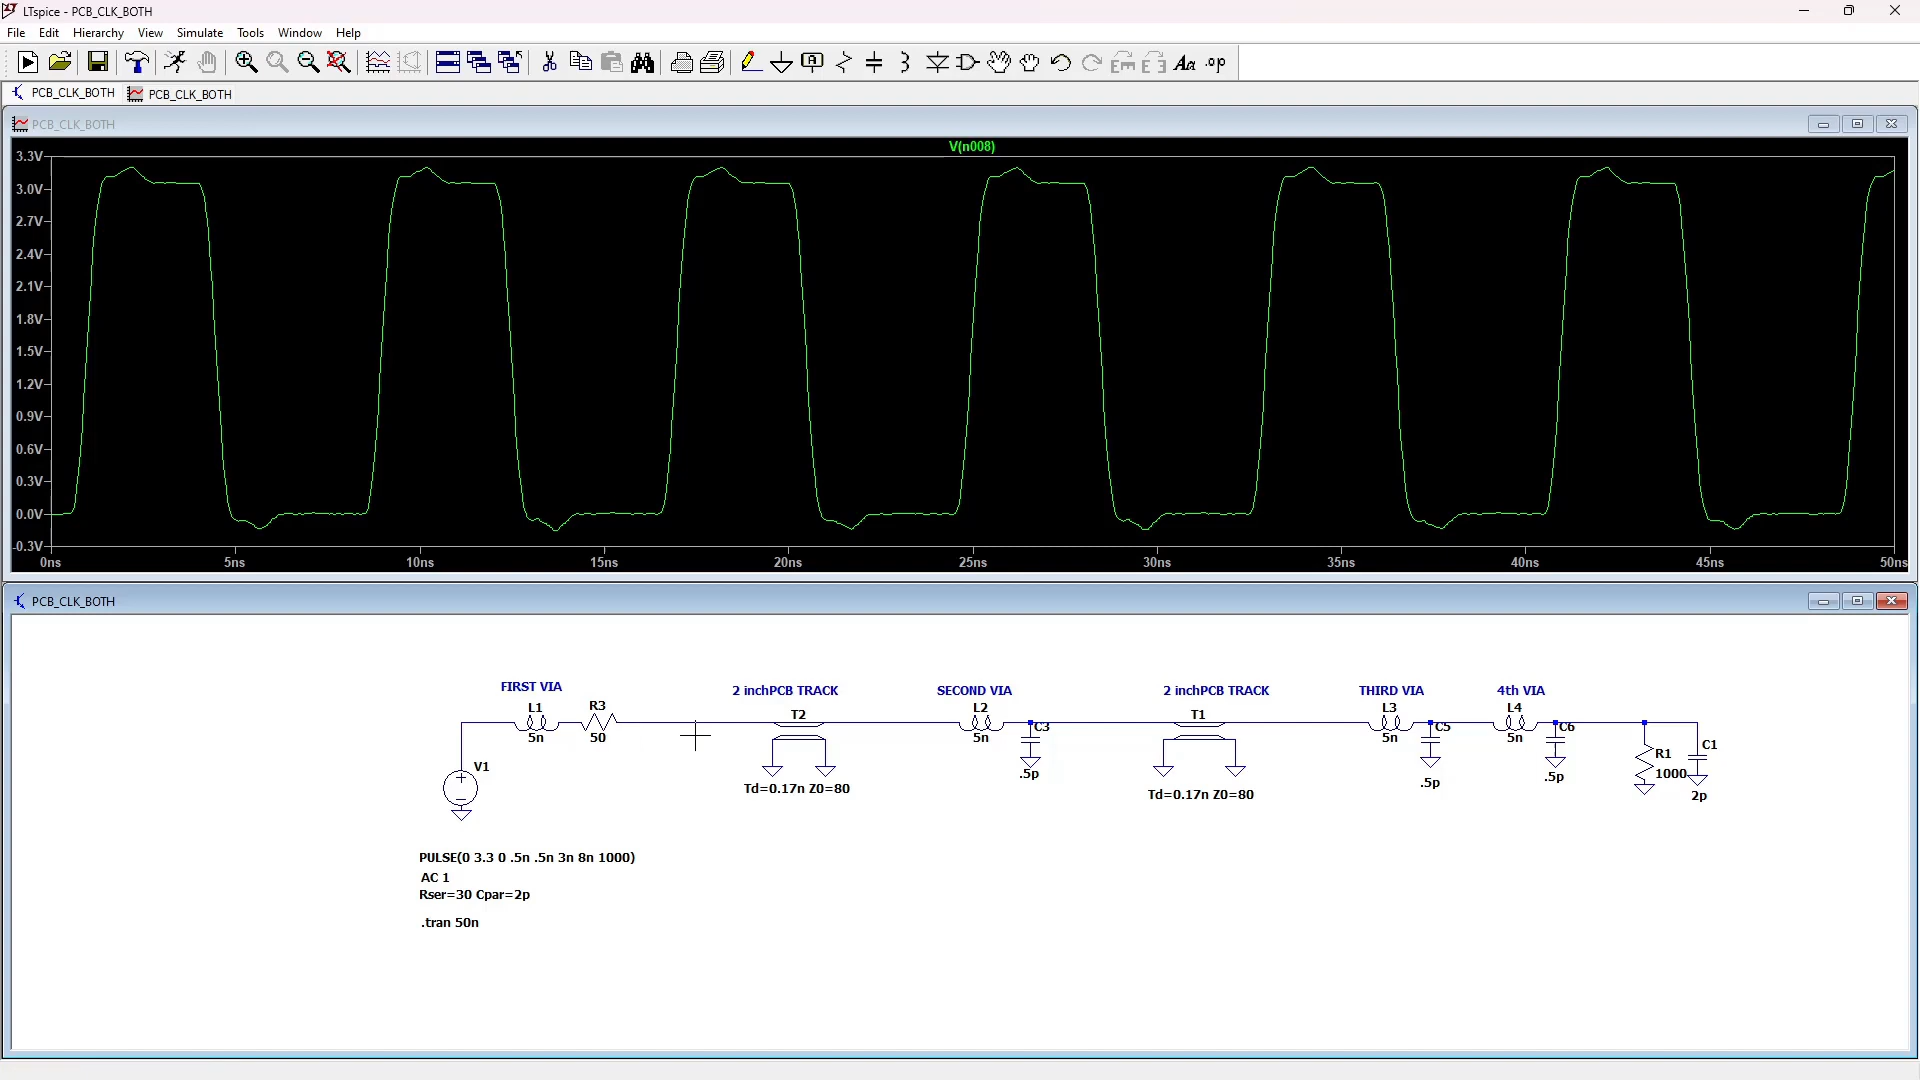 LTspice - PCB_CLK_BOTH
File Edit Hierarchy View Simulate Tools Window Help
PCB_CLK_BOTH PCB_CLK_BOTH
PCB_CLK_BOTH
V(n008)
3.3V
3.0V
2.7V
2.4V
2.1V
1.8V
1.5V
1.2V
0.9V
0.6V
0.3V
0.0V
-0.3V
0ns 5ns 10ns 15ns 20ns 25ns 30ns 35ns 40ns 45ns 50ns
PCB_CLK_BOTH
FIRST VIA 2 inchPCB TRACK SECOND VIA 2 inchPCB TRACK THIRD VIA 4th VIA
L1 R3 T2 L2 T1 L3 L4
C3 C5 C6
5n 50 5n 5n 5n
C1
R1
V1
1000
.5p .5p .5p
Td=0.17n Z0=80 Td=0.17n Z0=80 2p
PULSE(0 3.3 0 .5n .5n 3n 8n 1000)
AC 1
Rser=30 Cpar=2p
.tran 50n